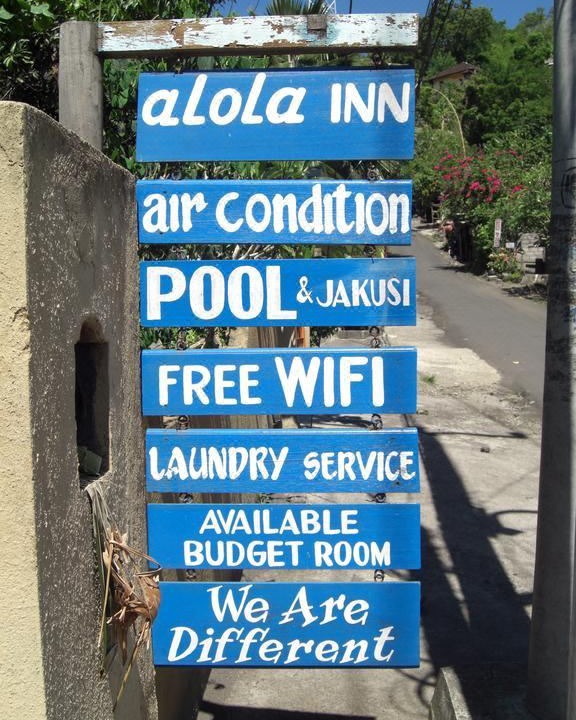 aLoLa INN
air Condition
POOL & JAKUSI
FREE WIFI
LAUNDRY SERVICE
AVAILABLE
BUDGET ROOM
We Are
Different